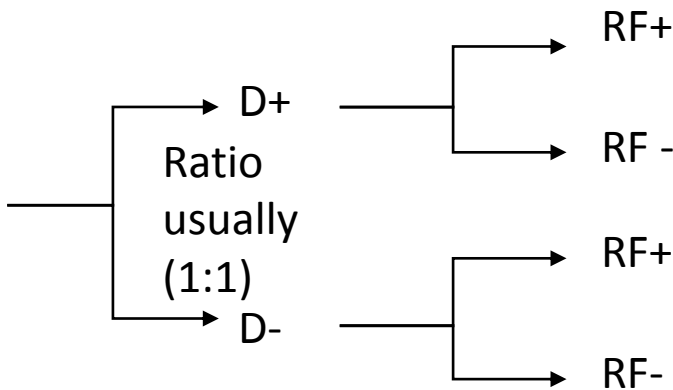 RF+
D+
RF -
Ratio
usually
(1:1)
RF+
D-
RF-